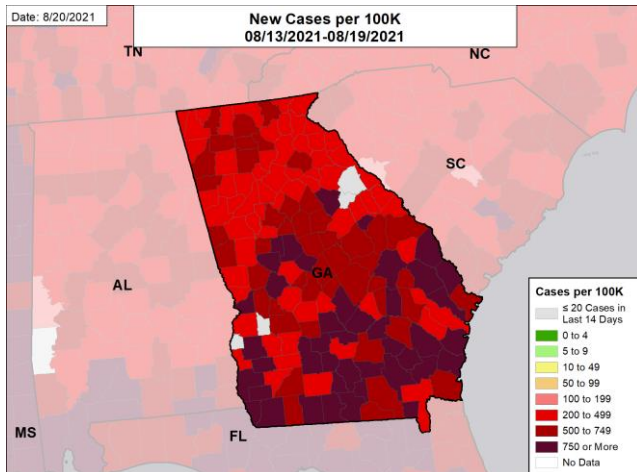 Date: 8/20/2021
New Cases per 100K
08/13/2021-08/19/2021
TN
NC
SC
AL
GA
MS
FL
Cases per 100K
≤ 20 Cases in
Last 14 Days
0 to 4
5 to 9
10 to 49
50 to 99
100 to 199
200 to 499
500 to 749
750 or More
No Data